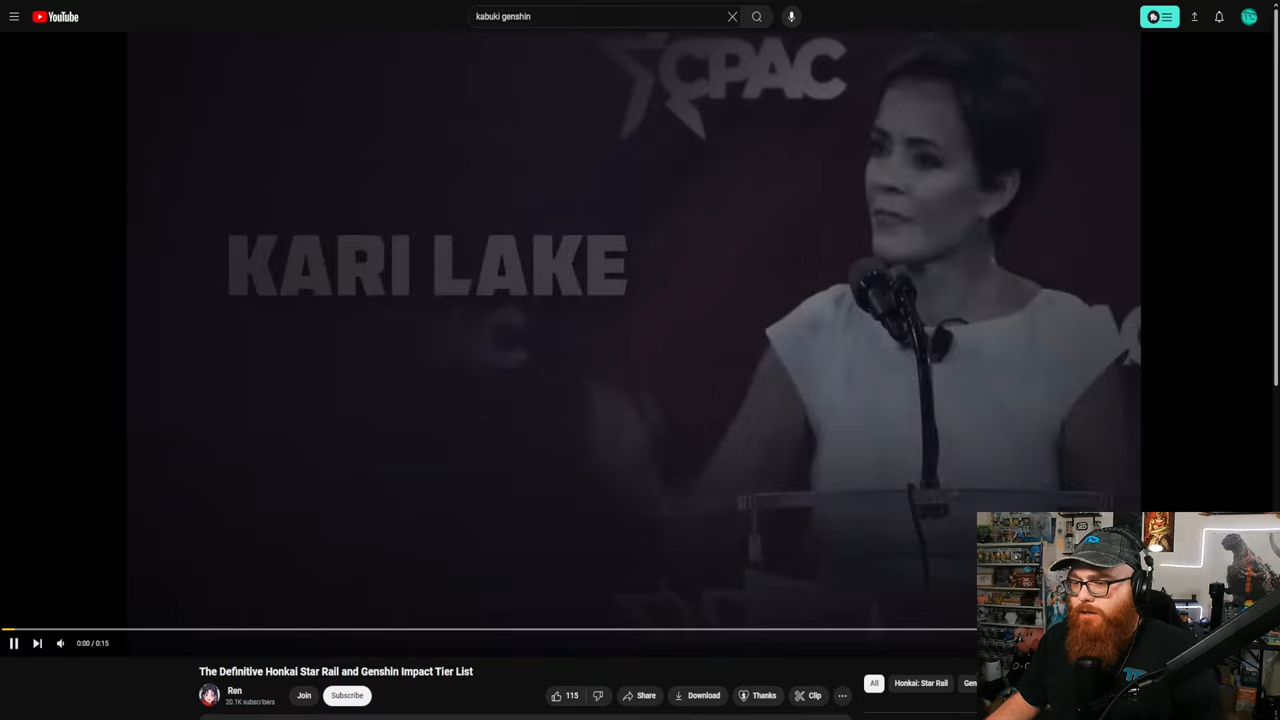 YouTube
kabuki genshin
CPAC
KARI LAKE
0:00 / 0:15
The Definitive Honkai Star Rail and Genshin Impact Tier List
Ren
20.1K subscribers
Join
Subscribe
115
Share
Download
Thanks
Clip
All
Honkai: Star Rail
Gen